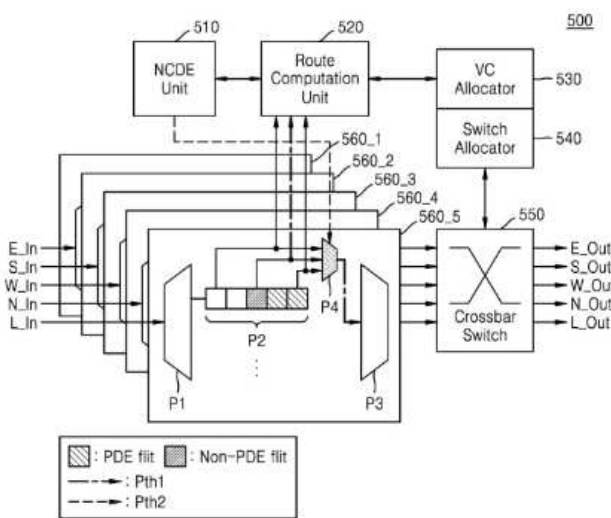 500
510
520
NCDE
Unit
Route
Computation
Unit
VC
Allocator
530
Switch
Allocator
540
560_1
560_2
560_3
560_4
560_5
550
E_In
S_In
W_In
N_In
L_In
P4
P2
P1
P3
Crossbar
Switch
E_Out
S_Out
W_Out
N_Out
L_Out
: PDE flit
: Non-PDE flit
: Pth1
: Pth2